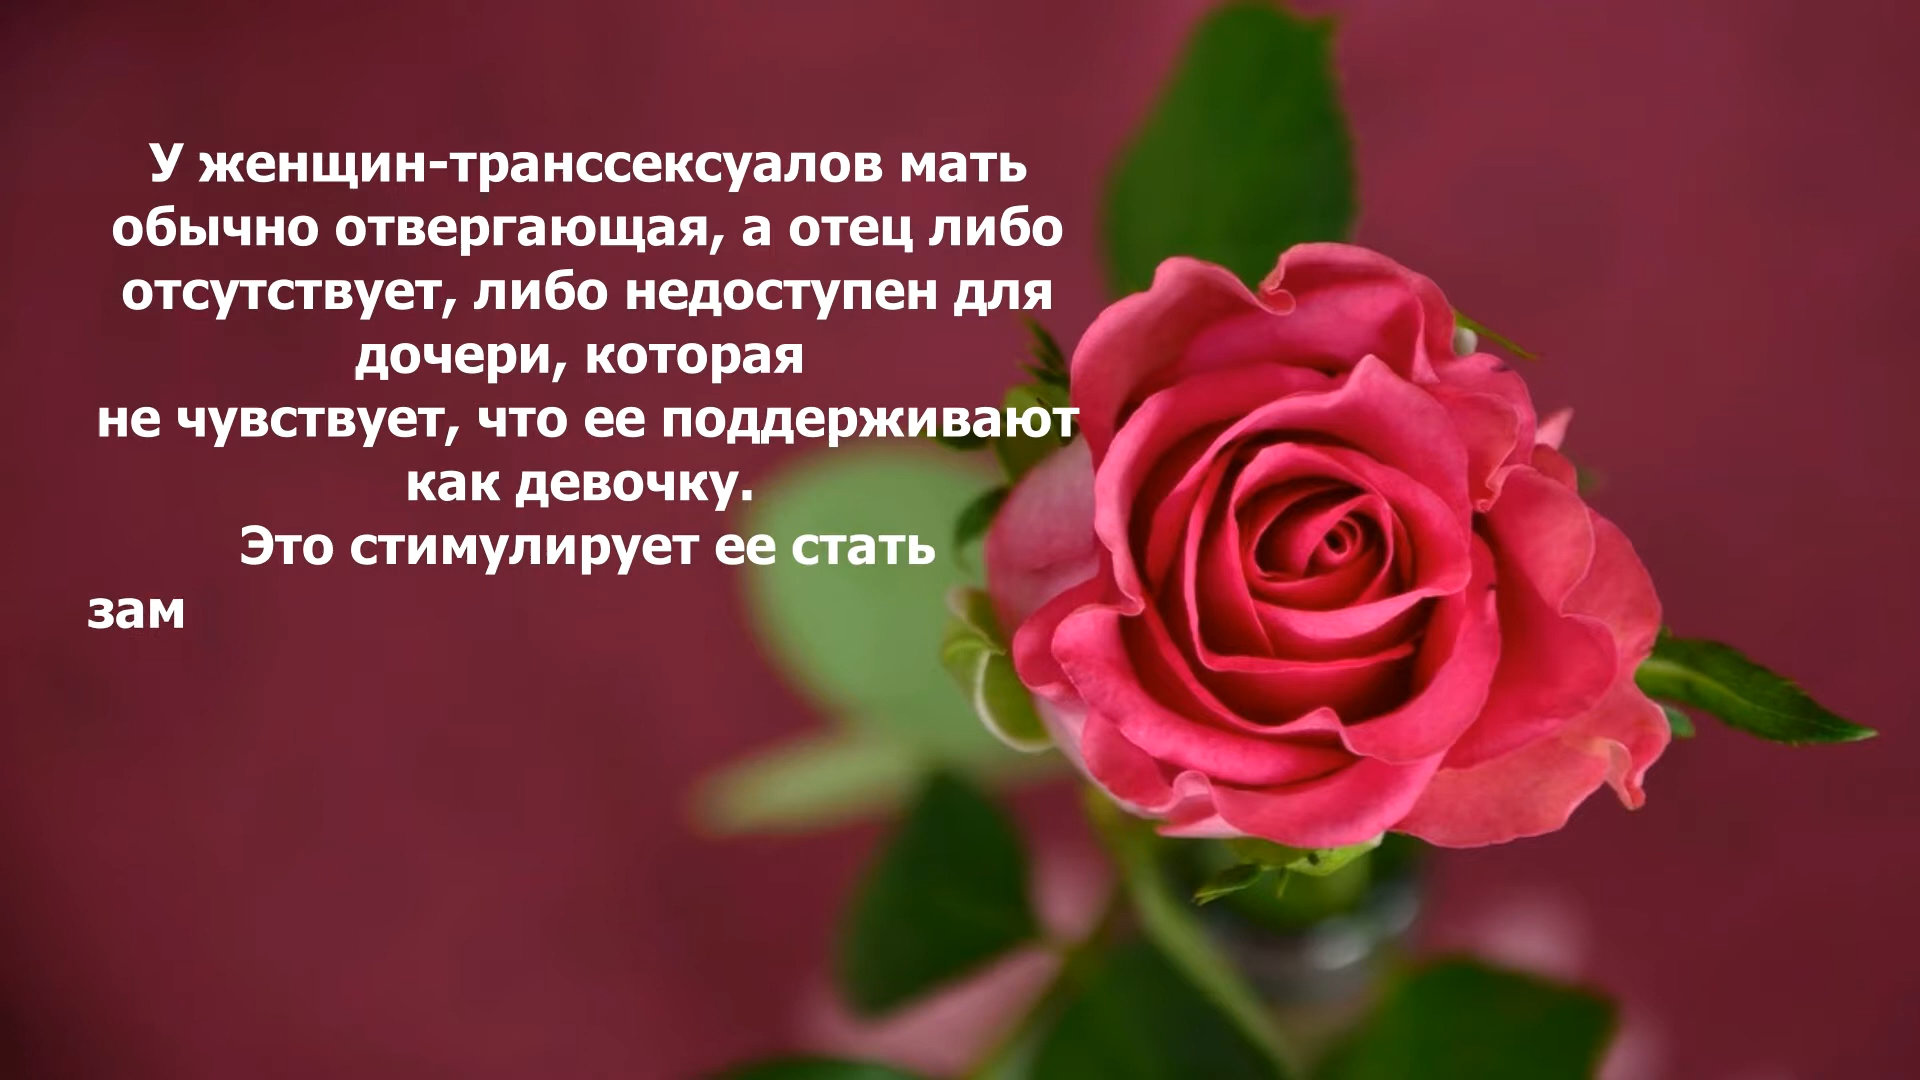 У женщин-транссексуалов мать
обычно отвергающая, а отец либо
отсутствует, либо недоступен для
дочери, которая
не чувствует, что ее поддерживают
как девочку.
Это стимулирует ее стать
зам